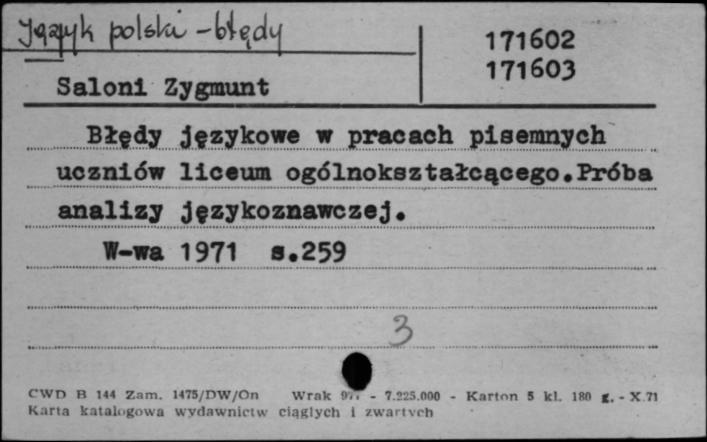 język polski - błędy
171602
171603
Saloni Zygmunt
Błędy językowe w pracach pisemnych
uczniów liceum ogólnokształcącego.Próba
analizy językoznawczej.
W-wa 1971 s.259
3
CWD B 144 Zam. 1475/DW/On Wrak - 7.225.000 - Karton 5 kl. 180 g. - X.71
Karta katalogowa wydawnictw ciągłych i zwartych